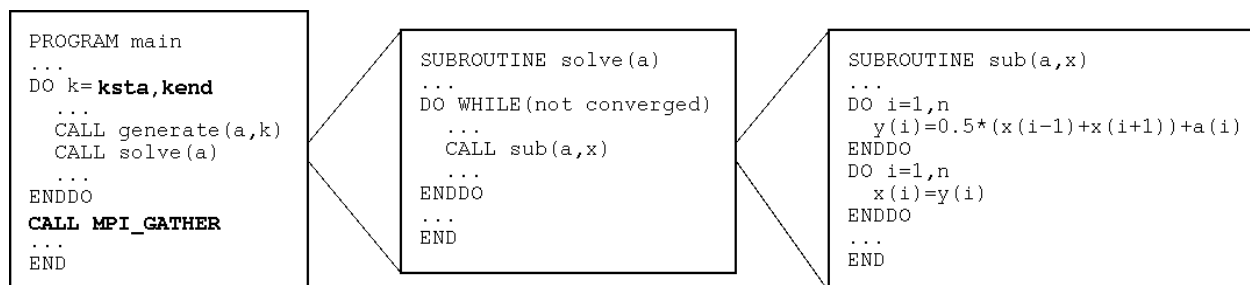 PROGRAM main
...
DO k=ksta,kend
...
CALL generate(a,k)
CALL solve(a)
...
ENDDO
CALL MPI_GATHER
...
END
SUBROUTINE solve(a)
...
DO WHILE(not converged)
...
CALL sub(a,x)
...
ENDDO
...
END
SUBROUTINE sub(a,x)
...
DO i=1,n
y(i)=0.5*(x(i-1)+x(i+1))+a(i)
ENDDO
DO i=1,n
x(i)=y(i)
ENDDO
...
END